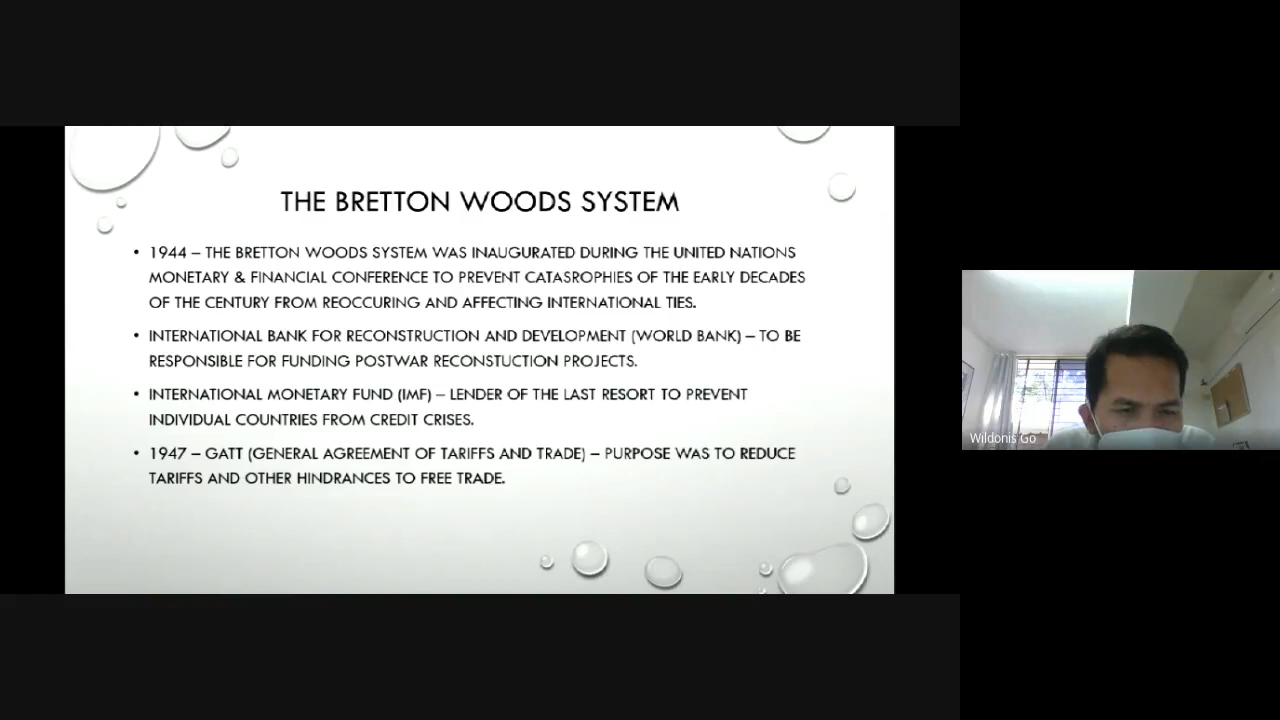 THE BRETTON WOODS SYSTEM
• 1944 – THE BRETTON WOODS SYSTEM WAS INAUGURATED DURING THE UNITED NATIONS
MONETARY & FINANCIAL CONFERENCE TO PREVENT CATASROPHIES OF THE EARLY DECADES
OF THE CENTURY FROM REOCCURING AND AFFECTING INTERNATIONAL TIES.
• INTERNATIONAL BANK FOR RECONSTRUCTION AND DEVELOPMENT (WORLD BANK) – TO BE
RESPONSIBLE FOR FUNDING POSTWAR RECONSTUCTION PROJECTS.
• INTERNATIONAL MONETARY FUND (IMF) – LENDER OF THE LAST RESORT TO PREVENT
INDIVIDUAL COUNTRIES FROM CREDIT CRISES.
• 1947 – GATT (GENERAL AGREEMENT OF TARIFFS AND TRADE) – PURPOSE WAS TO REDUCE
TARIFFS AND OTHER HINDRANCES TO FREE TRADE.
Wildonis Go